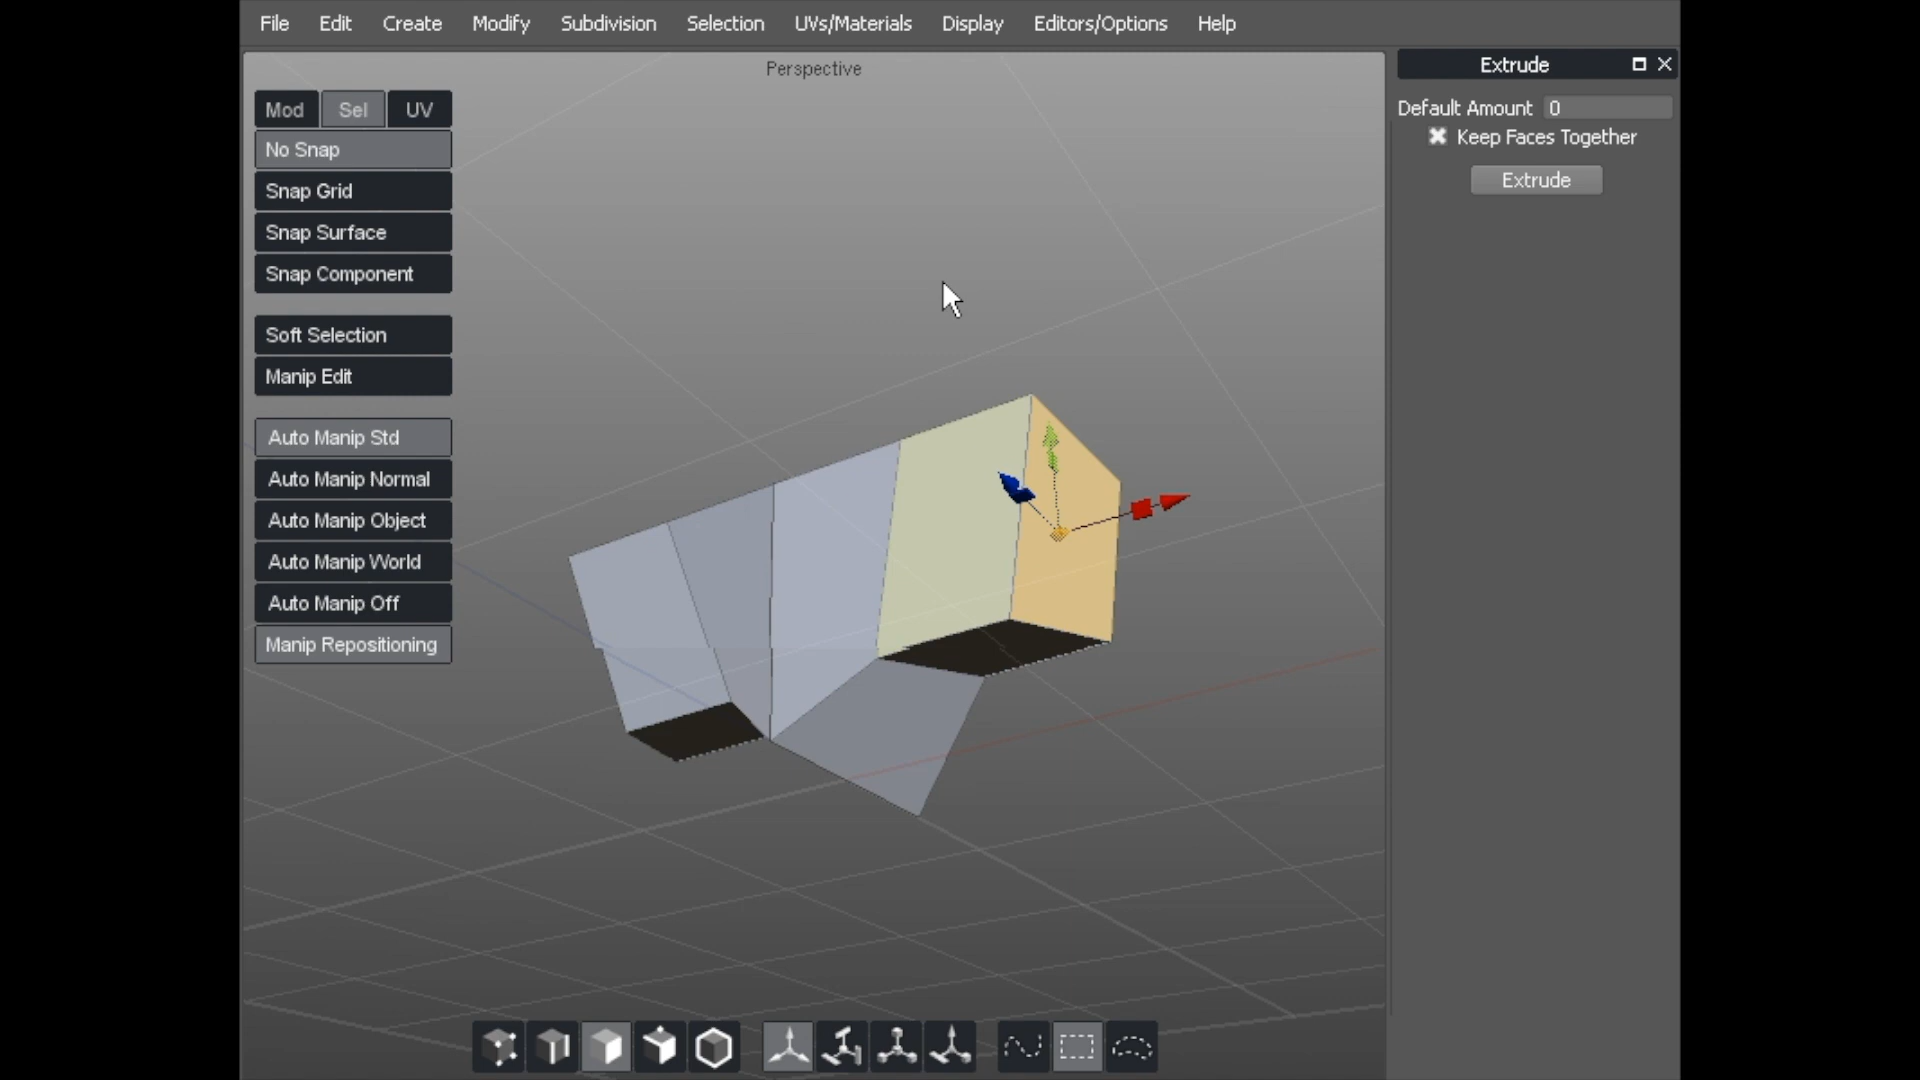 File Edit Create Modify Subdivision Selection UVs/Materials Display Editors/Options Help
Perspective
Mod Sel UV
No Snap
Snap Grid
Snap Surface
Snap Component
Soft Selection
Manip Edit
Auto Manip Std
Auto Manip Normal
Auto Manip Object
Auto Manip World
Auto Manip Off
Manip Repositioning
Extrude
Default Amount 0
Keep Faces Together
Extrude